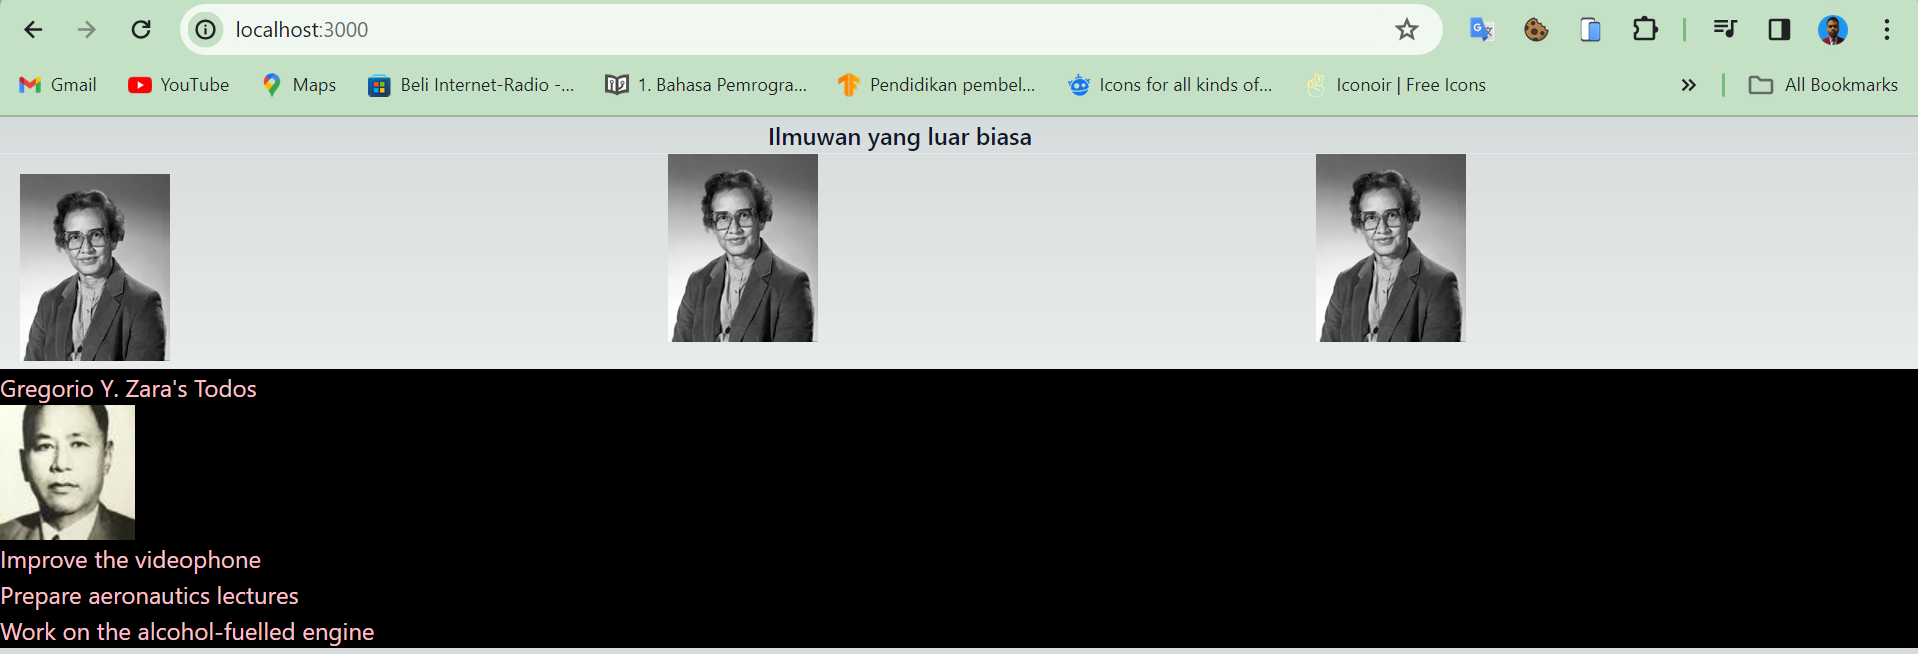 localhost:3000
Gmail YouTube Maps Beli Internet-Radio -... 1. Bahasa Pemrogra... Pendidikan pembel... Icons for all kinds of... Iconoir | Free Icons » All Bookmarks
Ilmuwan yang luar biasa
Gregorio Y. Zara's Todos
Improve the videophone
Prepare aeronautics lectures
Work on the alcohol-fuelled engine